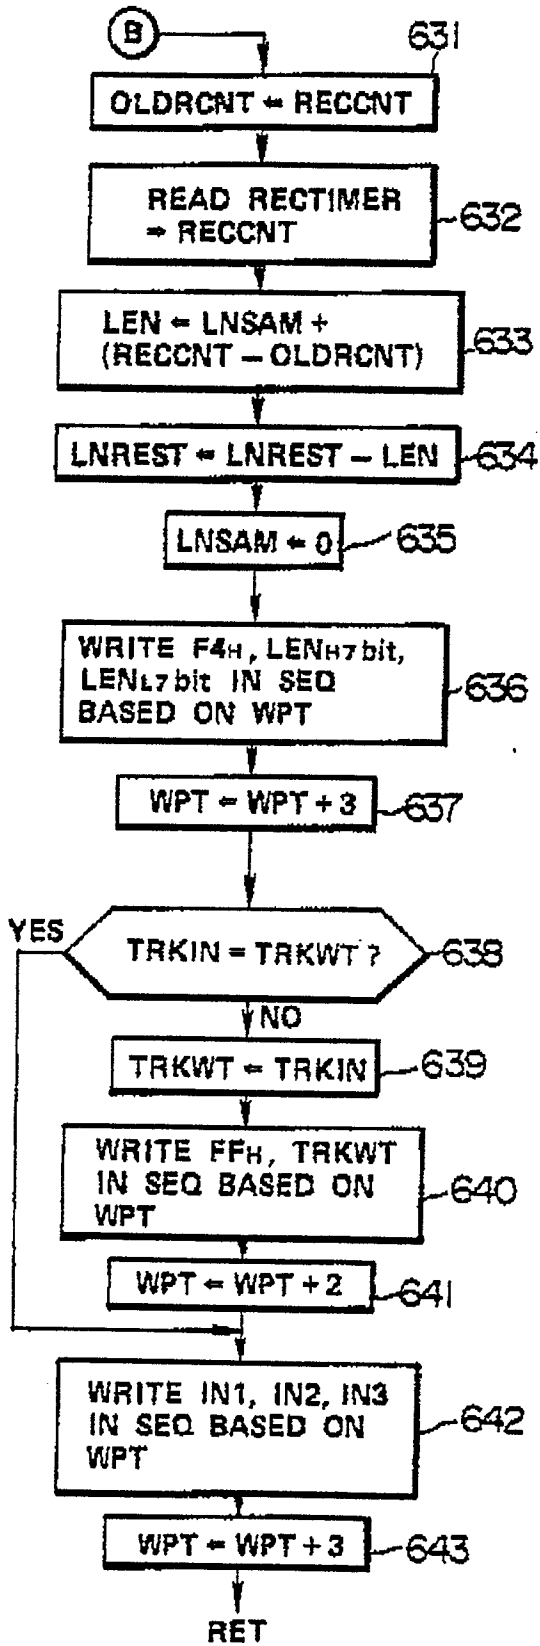 B
631
OLDRCNT ⇐ RECCNT
READ RECTIMER
⇒ RECCNT
632
LEN ⇐ LNSAM +
(RECCNT – OLDRCNT)
633
LNREST ⇐ LNREST – LEN
634
LNSAM ⇐ 0
635
WRITE F4H, LENH7bit,
LENL7bit IN SEQ
BASED ON WPT
636
WPT ⇐ WPT + 3
637
YES
TRKIN = TRKWT ?
638
NO
TRKWT ⇐ TRKIN
639
WRITE FFH, TRKWT
IN SEQ BASED ON
WPT
640
WPT ⇐ WPT + 2
641
WRITE IN1, IN2, IN3
IN SEQ BASED ON
WPT
642
WPT ⇐ WPT + 3
643
RET